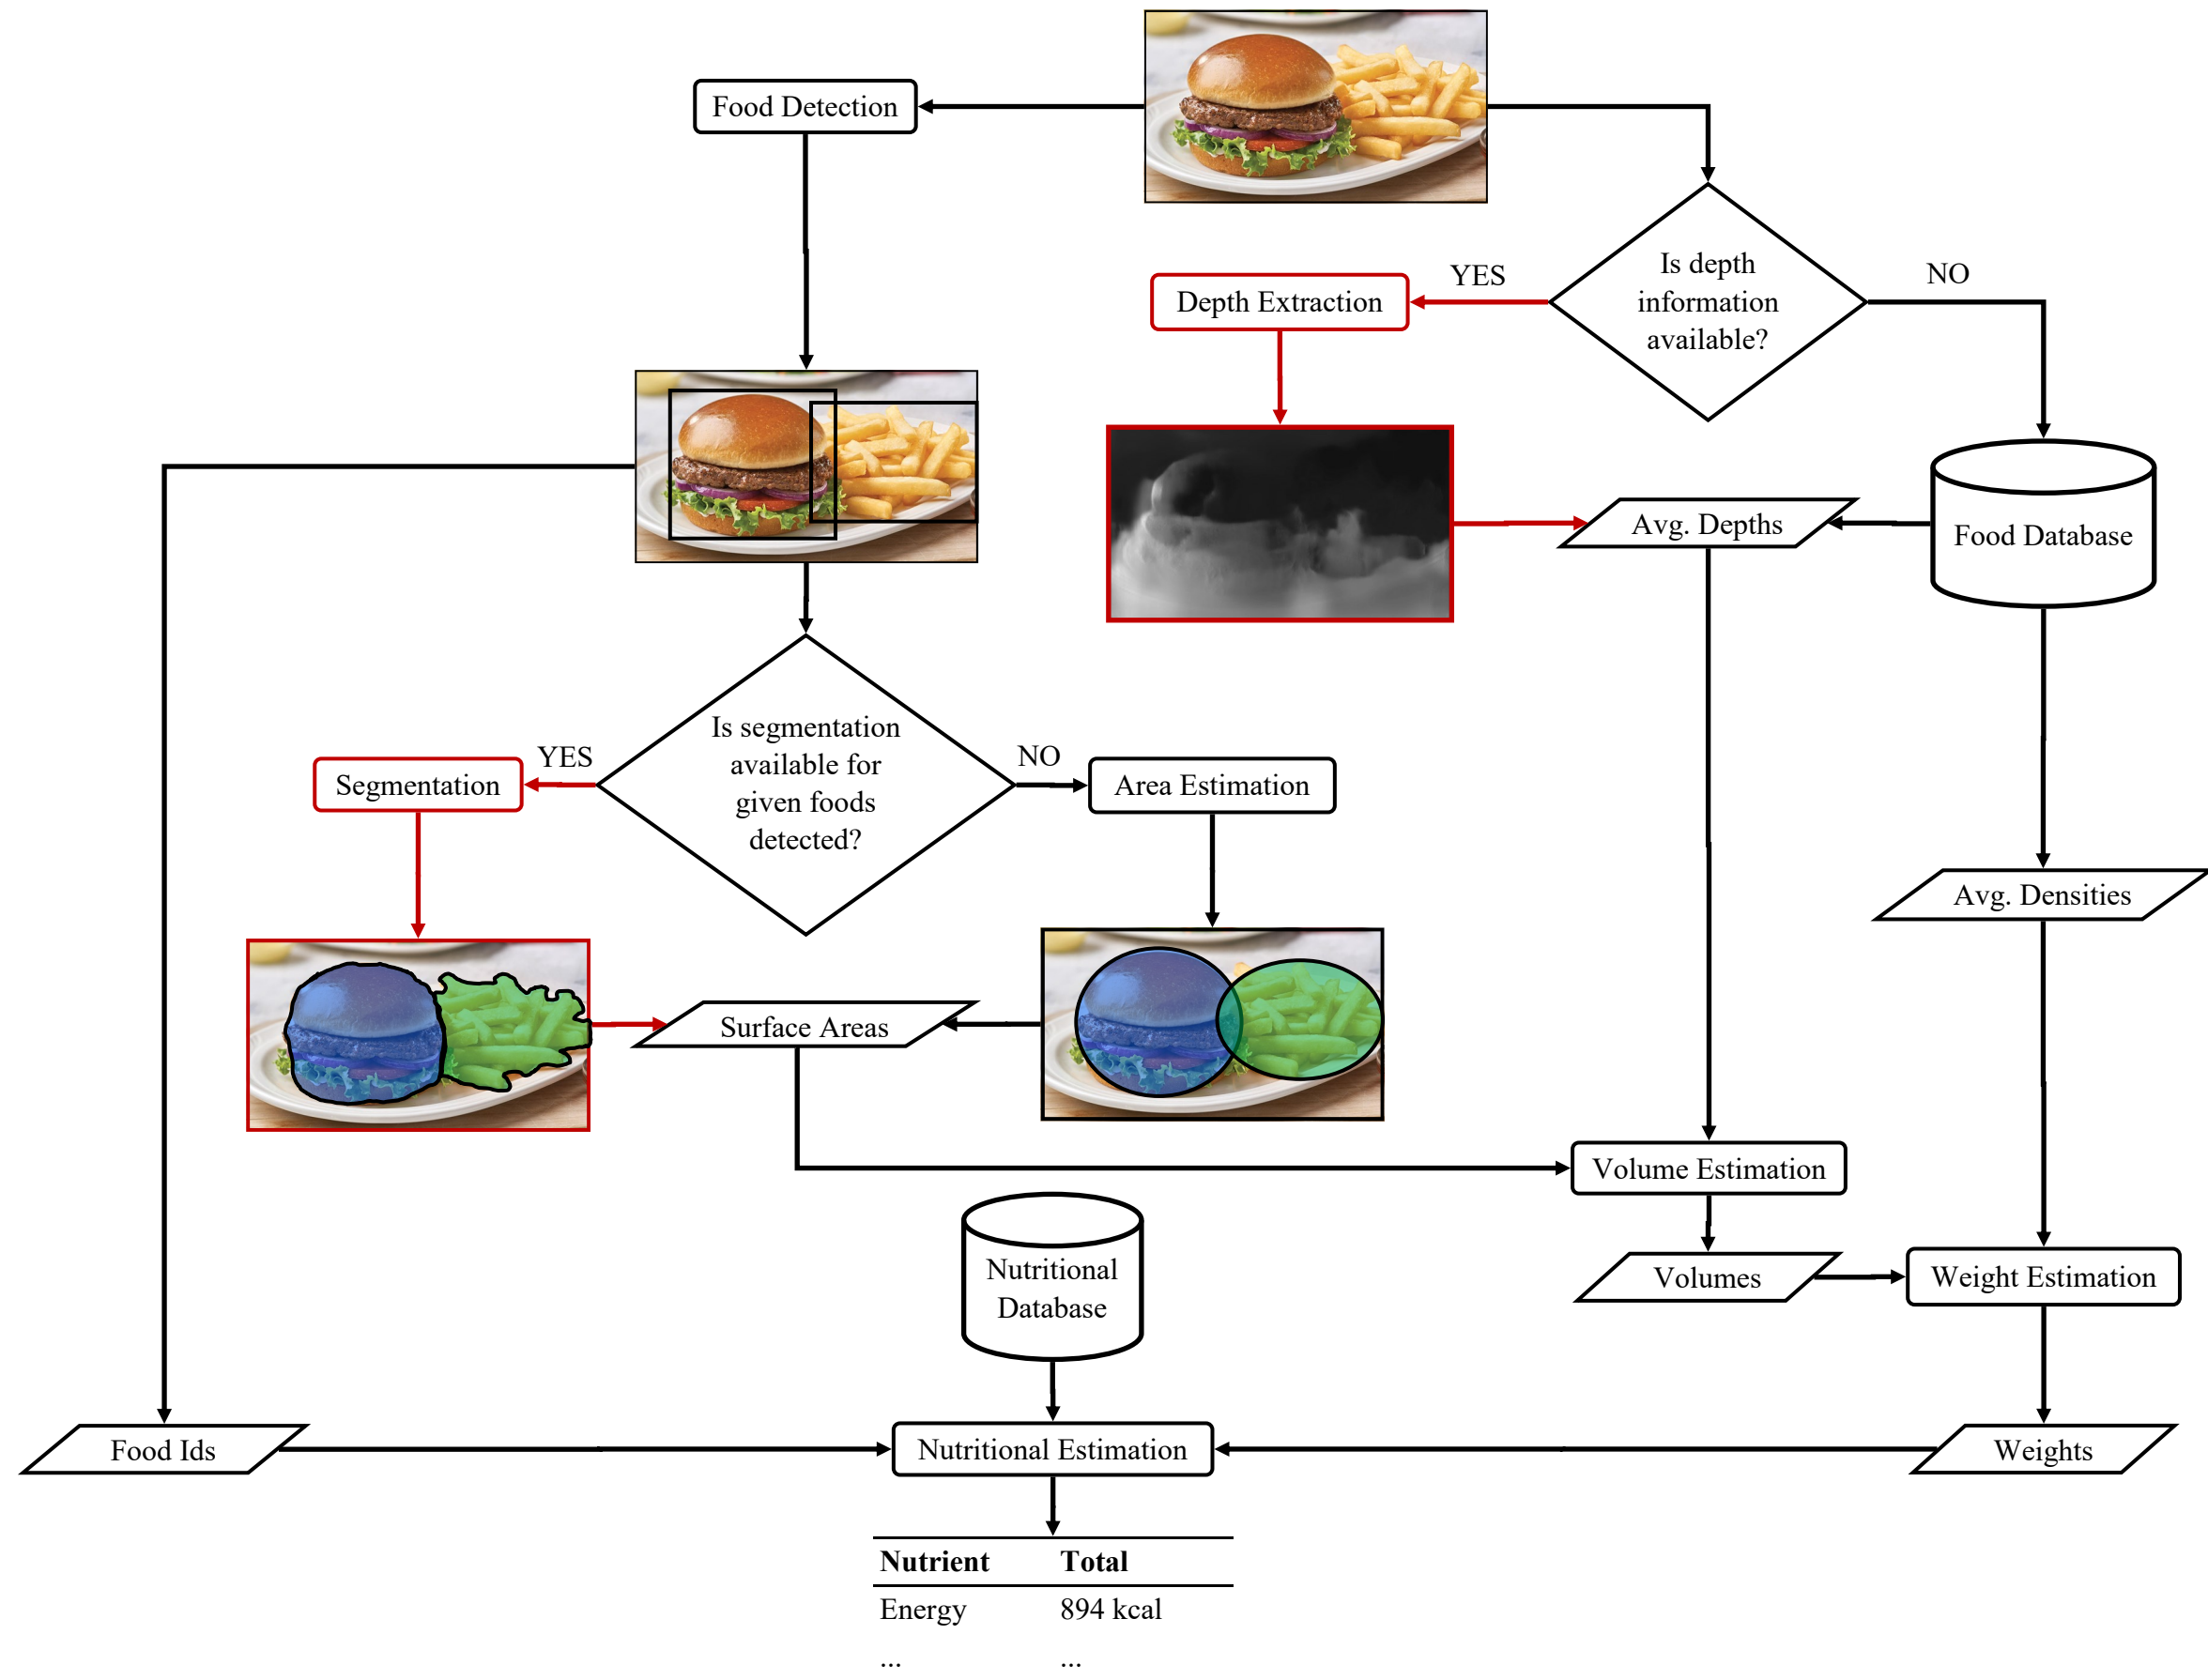 Food Detection
Is depth
information
available?
YES
NO
Depth Extraction
Avg. Depths
Food Database
Is segmentation
available for
given foods
detected?
YES
NO
Segmentation
Area Estimation
Avg. Densities
Surface Areas
Volume Estimation
Nutritional
Database
Volumes
Weight Estimation
Food Ids
Nutritional Estimation
Weights
Nutrient Total
Energy 894 kcal
... ...